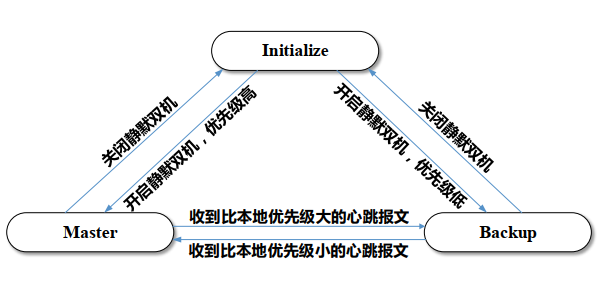 Initialize
关闭静默双机
开启静默双机，优先级高
开启静默双机，优先级低
关闭静默双机
收到比本地优先级大的心跳报文
Master
Backup
收到比本地优先级小的心跳报文